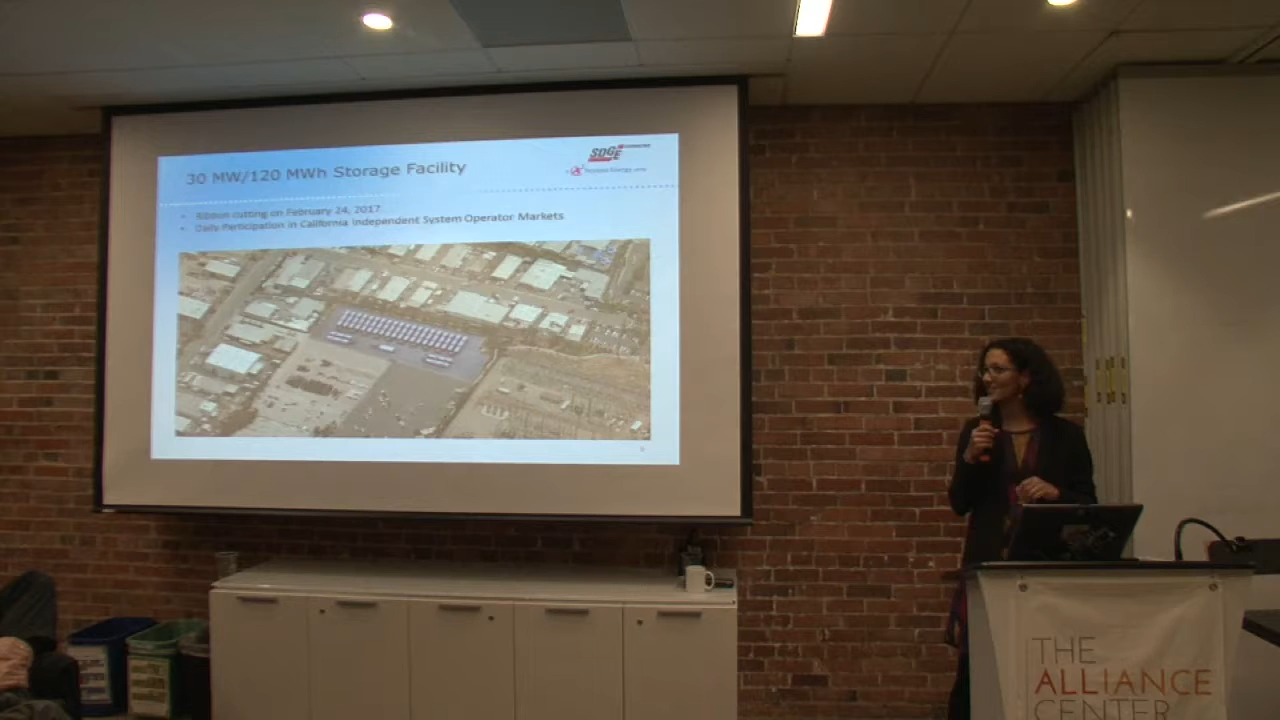 30 MW/120 MWh Storage Facility
SDGE
• Ribbon cutting on February 24, 2017
• Daily Participation in California Independent System Operator Markets
THE
ALLIANCE
CENTER